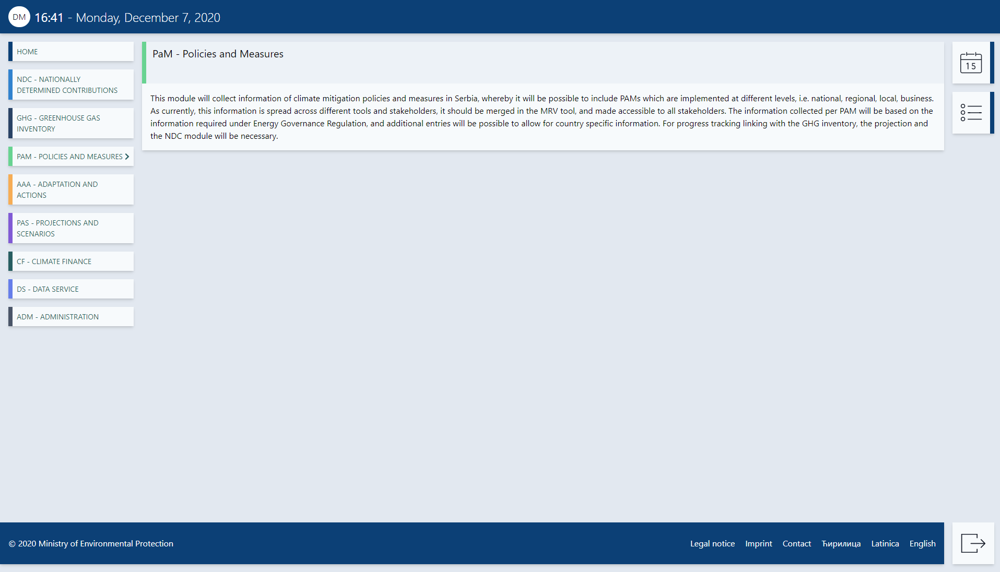 DM 16:41 - Monday, December 7, 2020
HOME
NDC - NATIONALLY
DETERMINED CONTRIBUTIONS
GHG - GREENHOUSE GAS
INVENTORY
PAM - POLICIES AND MEASURES
AAA - ADAPTATION AND
ACTIONS
PAS - PROJECTIONS AND
SCENARIOS
CF - CLIMATE FINANCE
DS - DATA SERVICE
ADM - ADMINISTRATION
PaM - Policies and Measures
This module will collect information of climate mitigation policies and measures in Serbia, whereby it will be possible to include PAMs which are implemented at different levels, i.e. national, regional, local, business.
As currently, this information is spread across different tools and stakeholders, it should be merged in the MRV tool, and made accessible to all stakeholders. The information collected per PAM will be based on the
information required under Energy Governance Regulation, and additional entries will be possible to allow for country specific information. For progress tracking linking with the GHG inventory, the projection and
the NDC module will be necessary.
15
© 2020 Ministry of Environmental Protection
Legal notice Imprint Contact Ћирилица Latinica English